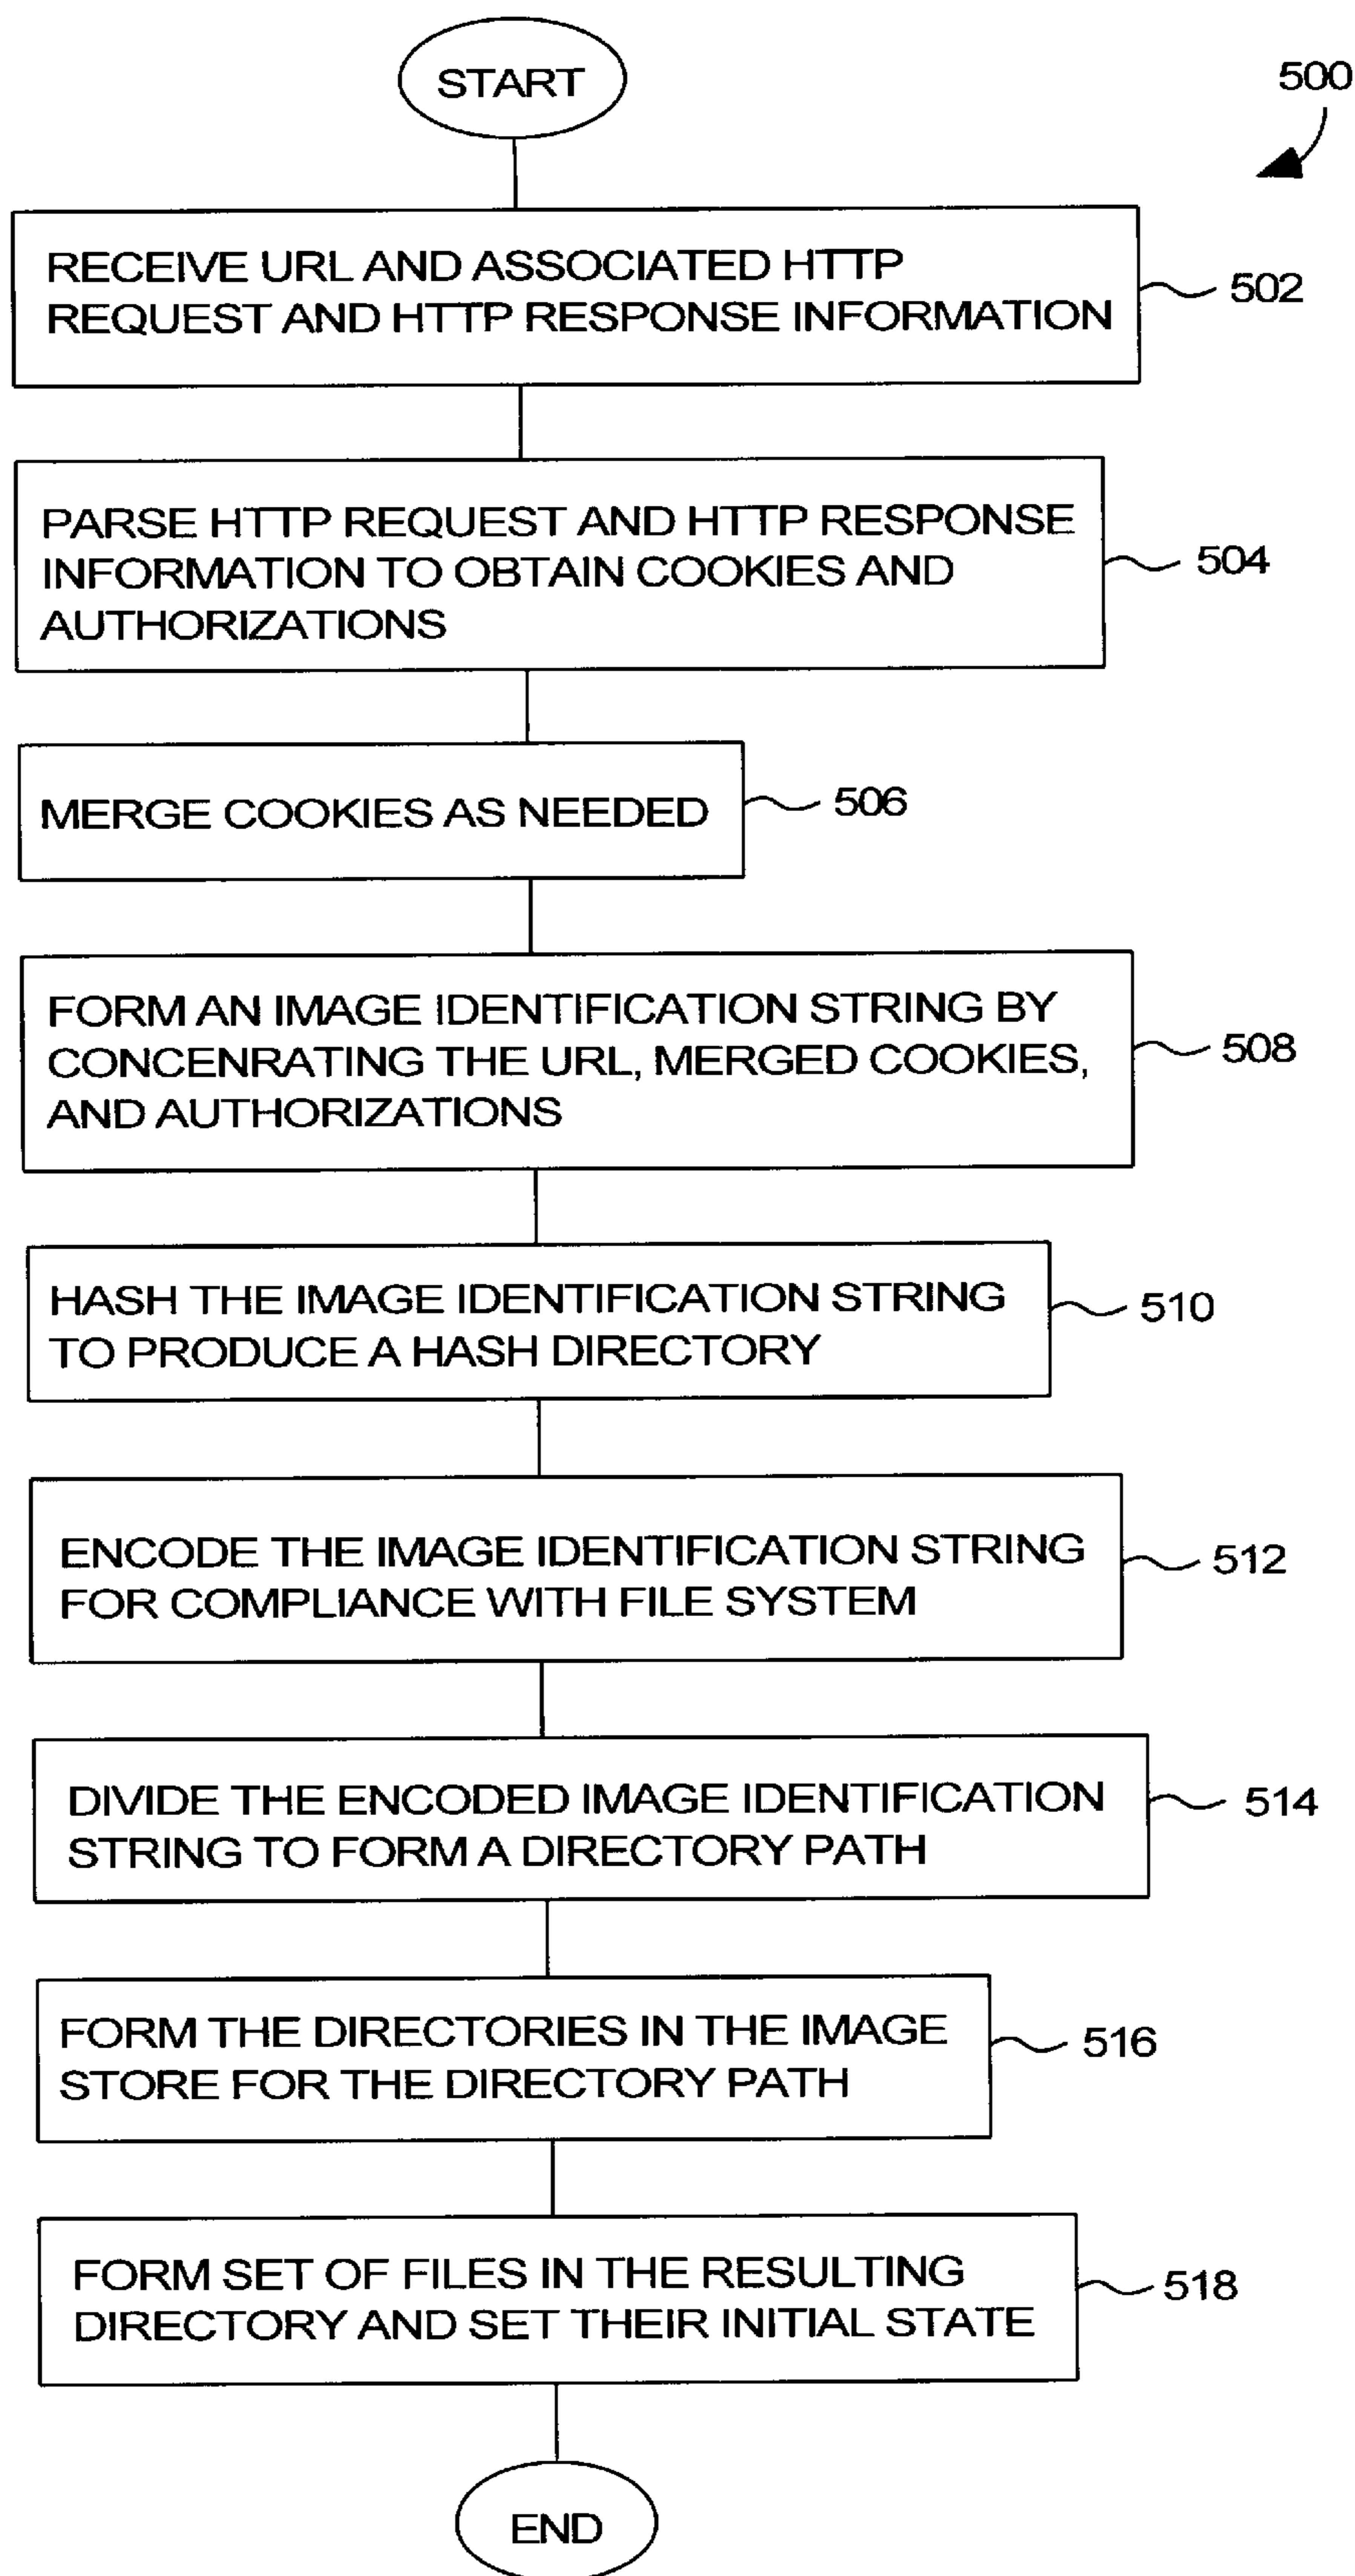 START
500
RECEIVE URL AND ASSOCIATED HTTP
REQUEST AND HTTP RESPONSE INFORMATION
502
PARSE HTTP REQUEST AND HTTP RESPONSE
INFORMATION TO OBTAIN COOKIES AND
AUTHORIZATIONS
504
MERGE COOKIES AS NEEDED
506
FORM AN IMAGE IDENTIFICATION STRING BY
CONCENRATING THE URL, MERGED COOKIES,
AND AUTHORIZATIONS
508
HASH THE IMAGE IDENTIFICATION STRING
TO PRODUCE A HASH DIRECTORY
510
ENCODE THE IMAGE IDENTIFICATION STRING
FOR COMPLIANCE WITH FILE SYSTEM
512
DIVIDE THE ENCODED IMAGE IDENTIFICATION
STRING TO FORM A DIRECTORY PATH
514
FORM THE DIRECTORIES IN THE IMAGE
STORE FOR THE DIRECTORY PATH
516
FORM SET OF FILES IN THE RESULTING
DIRECTORY AND SET THEIR INITIAL STATE
518
END